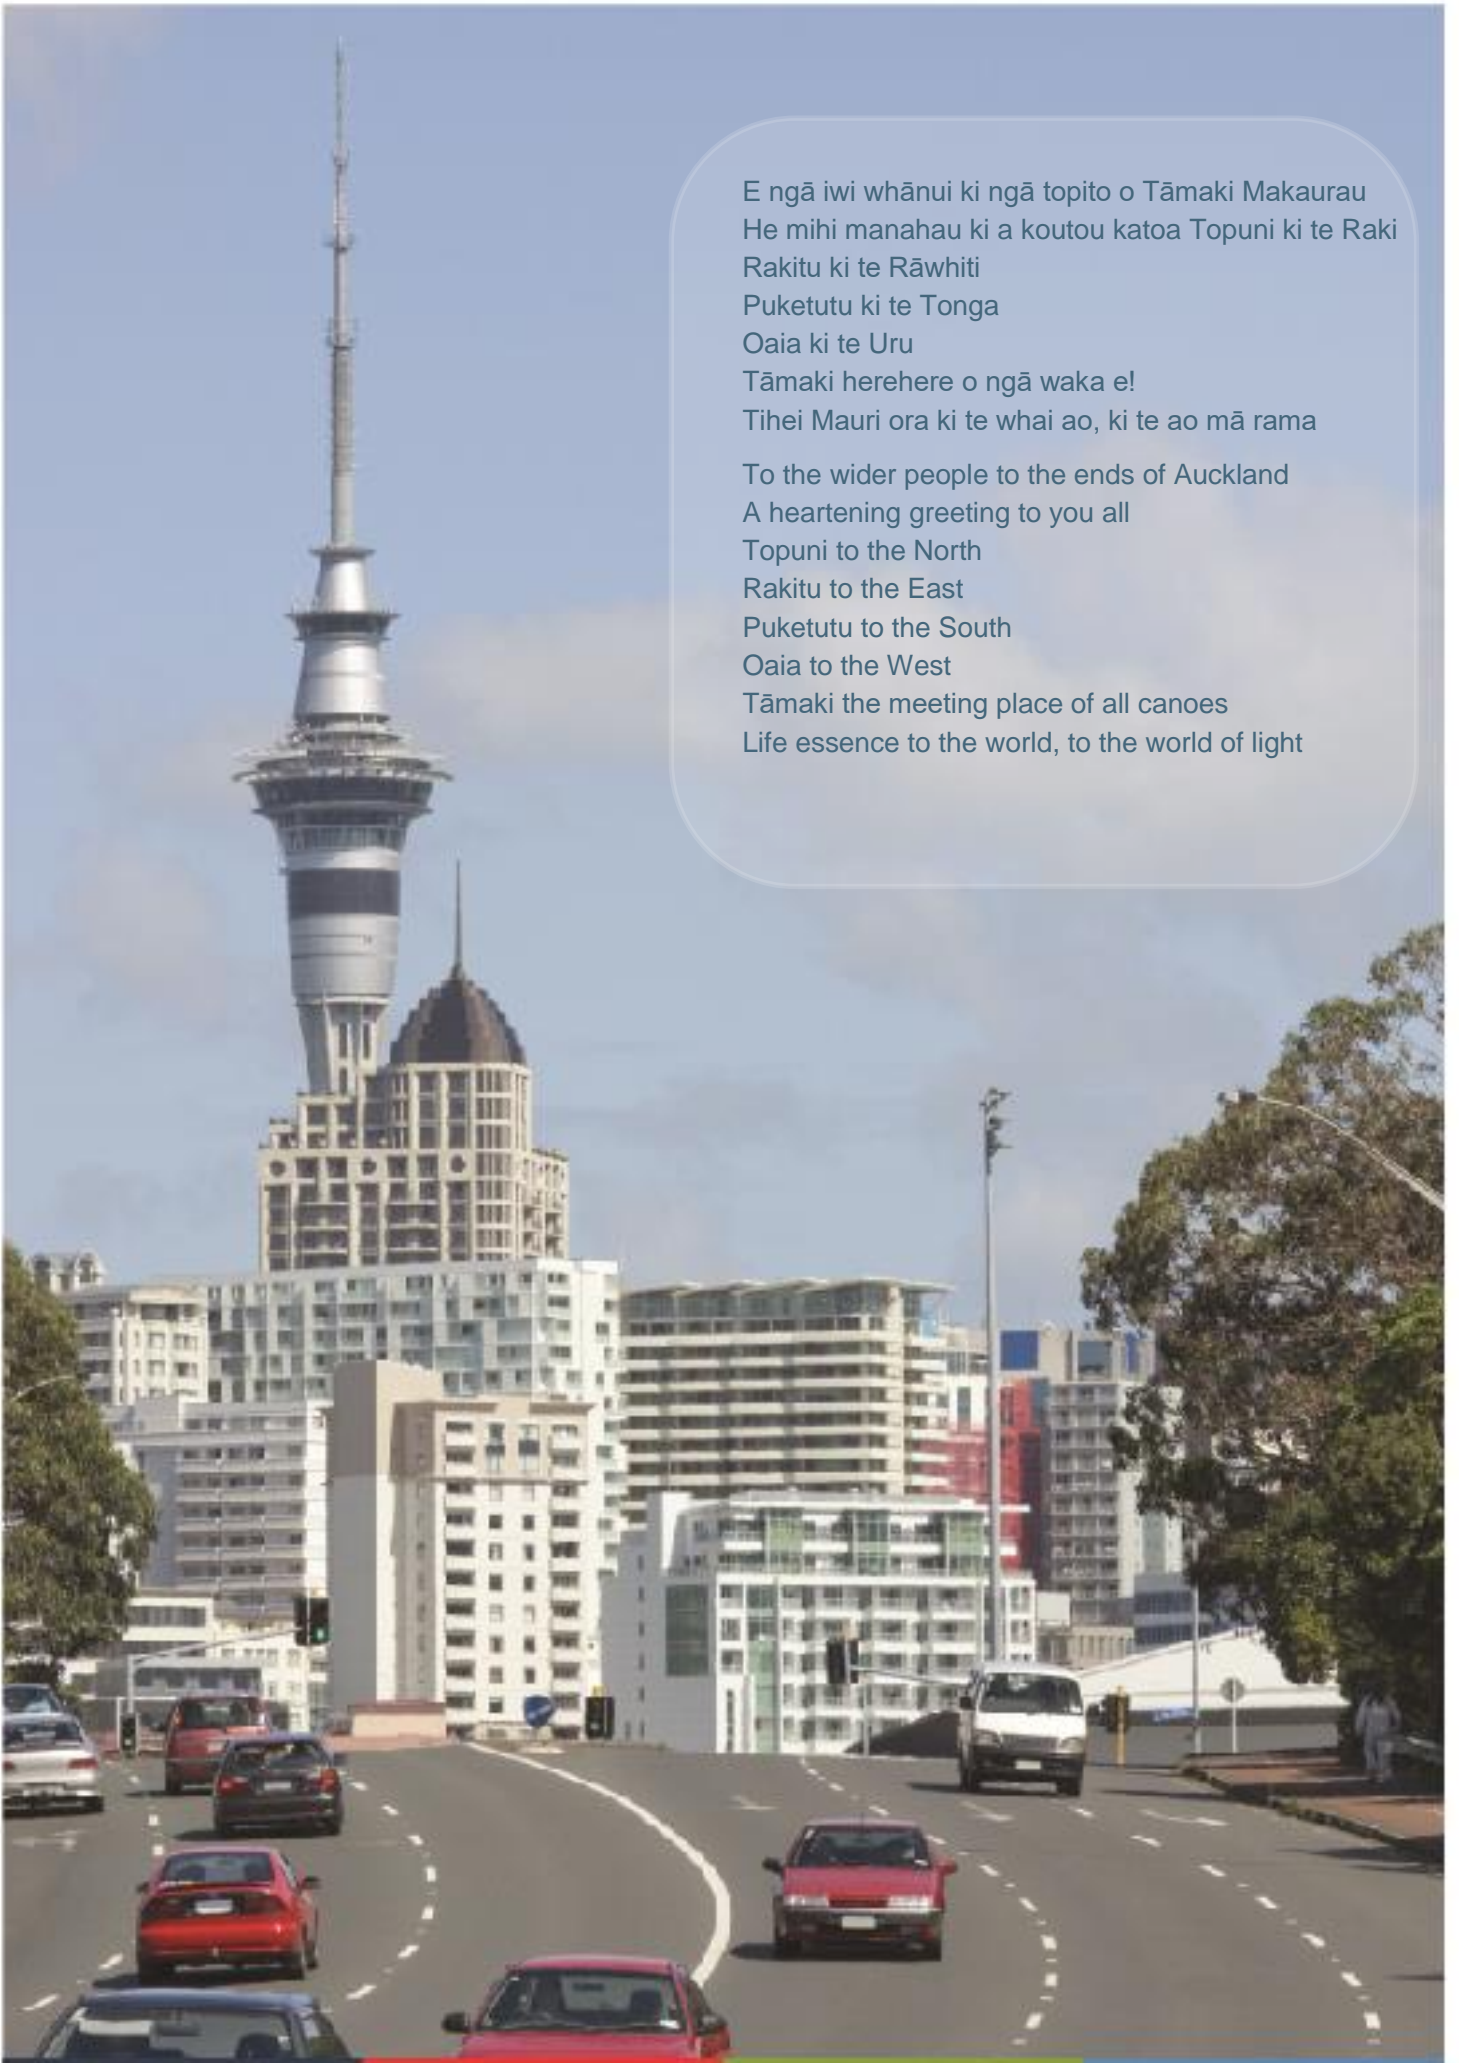 E ngā iwi whānui ki ngā topito o Tāmaki Makaurau
He mihi manahau ki a koutou katoa Topuni ki te Raki
Rakitu ki te Rāwhiti
Puketutu ki te Tonga
Oaia ki te Uru
Tāmaki herehere o ngā waka e!
Tihei Mauri ora ki te whai ao, ki te ao mā rama
To the wider people to the ends of Auckland
A heartening greeting to you all
Topuni to the North
Rakitu to the East
Puketutu to the South
Oaia to the West
Tāmaki the meeting place of all canoes
Life essence to the world, to the world of light